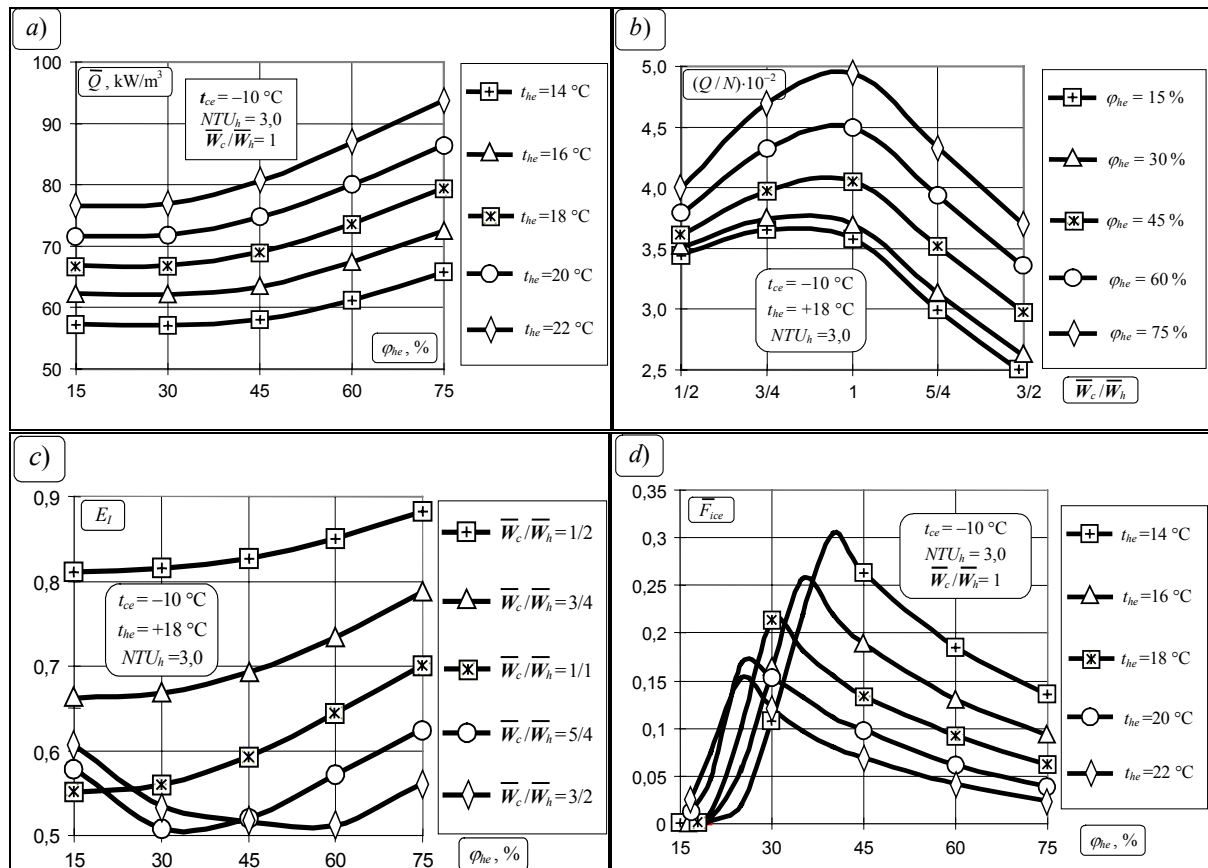 a)
Q̅ , kW/m³
t_ce = –10 °C
NTU_h = 3,0
W̅_c/W̅_h = 1
100
90
80
70
60
50
15 30 45 60 75
φ_he , %
t_he = 14 °C
t_he = 16 °C
t_he = 18 °C
t_he = 20 °C
t_he = 22 °C
b)
(Q/N)·10⁻²
5,0
4,5
4,0
3,5
3,0
2,5
1/2 3/4 1 5/4 3/2
W̅_c/W̅_h
t_ce = –10 °C
t_he = +18 °C
NTU_h = 3,0
φ_he = 15 %
φ_he = 30 %
φ_he = 45 %
φ_he = 60 %
φ_he = 75 %
c)
E_I
0,9
0,8
0,7
0,6
0,5
15 30 45 60 75
φ_he , %
t_ce = –10 °C
t_he = +18 °C
NTU_h =3,0
W̅_c/W̅_h = 1/2
W̅_c/W̅_h = 3/4
W̅_c/W̅_h = 1/1
W̅_c/W̅_h = 5/4
W̅_c/W̅_h = 3/2
d)
F̅_ice
0,35
0,3
0,25
0,2
0,15
0,1
0,05
0
15 30 45 60 75
φ_he , %
t_ce = –10 °C
NTU_h = 3,0
W̅_c/W̅_h = 1
t_he = 14 °C
t_he = 16 °C
t_he = 18 °C
t_he = 20 °C
t_he = 22 °C